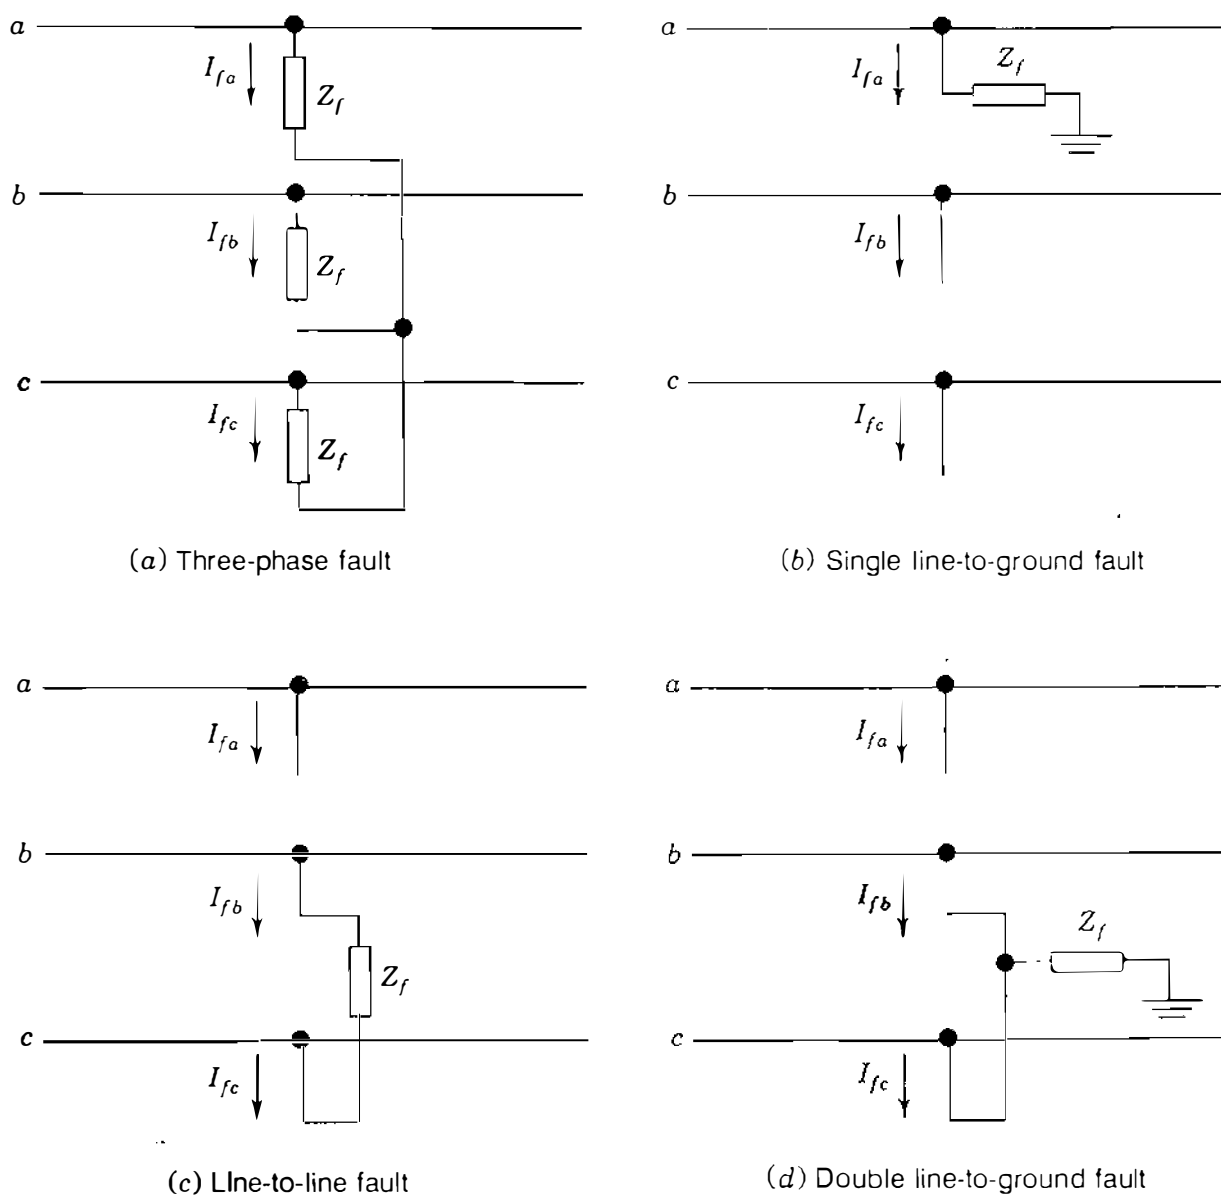 a
I_fa
Z_f
b
I_fb
Z_f
c
I_fc
Z_f
(a) Three-phase fault
a
I_fa
Z_f
b
I_fb
c
I_fc
(b) Single line-to-ground fault
a
I_fa
b
I_fb
Z_f
c
I_fc
(c) LIne-to-line fault
a
I_fa
b
I_fb
Z_f
c
I_fc
(d) Double line-to-ground fault